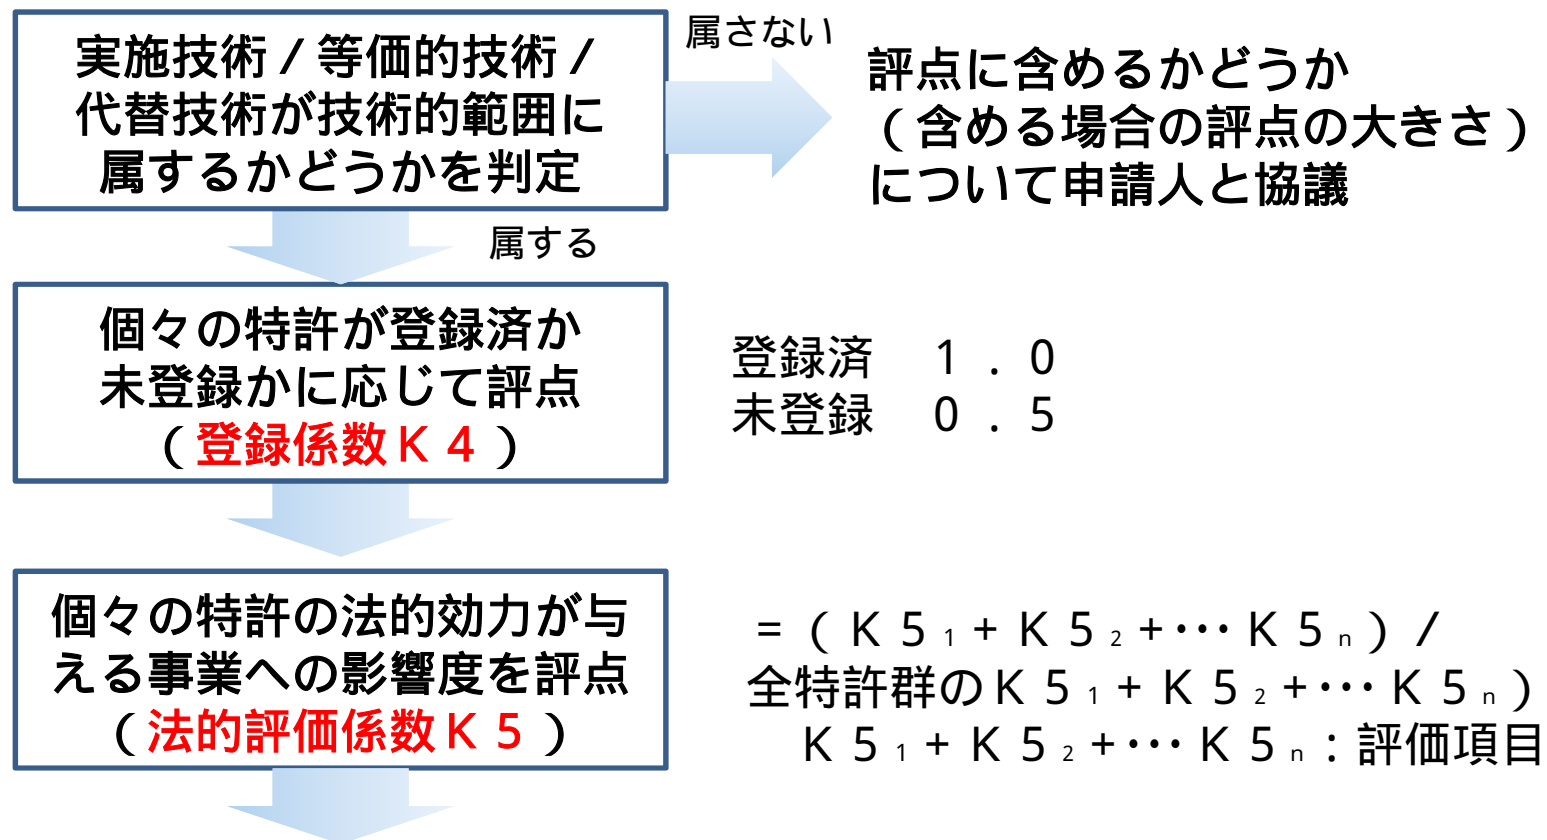 実施技術/等価的技術/
代替技術が技術的範囲に
属するかどうかを判定
属さない
評点に含めるかどうか
(含める場合の評点の大きさ)
について申請人と協議
属する
個々の特許が登録済か
未登録かに応じて評点
(登録係数K4)
登録済 1.0
未登録 0.5
個々の特許の法的効力が与
える事業への影響度を評点
(法的評価係数K5)
=(K5₁+K5₂+・・・K5ₙ)/
全特許群のK5₁+K5₂+・・・K5ₙ)
K5₁+K5₂+・・・K5ₙ:評価項目